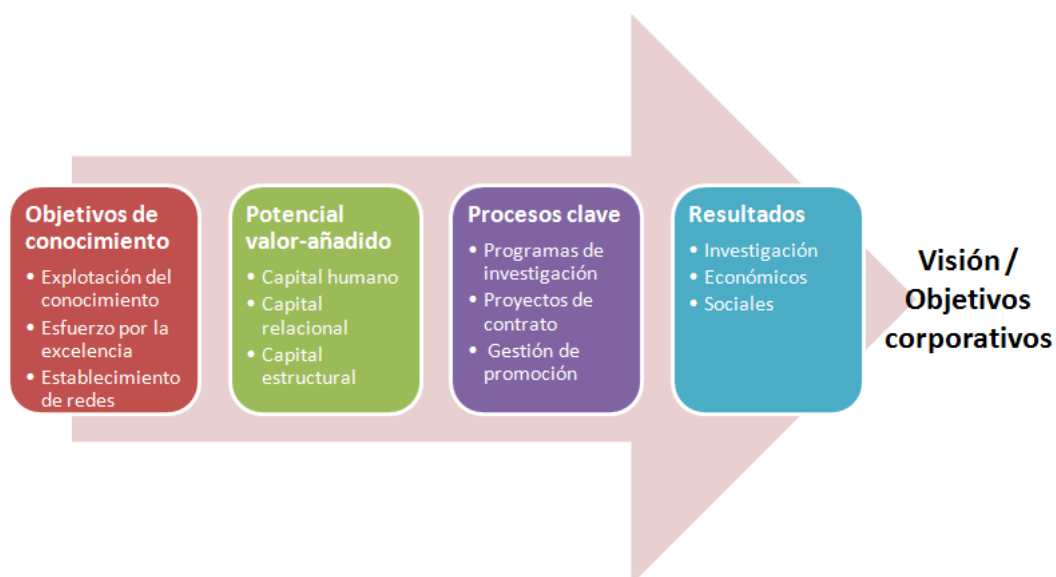 Objetivos de
conocimiento
• Explotación del
conocimiento
• Esfuerzo por la
excelencia
• Establecimiento
de redes
Potencial
valor-añadido
• Capital humano
• Capital
relacional
• Capital
estructural
Procesos clave
• Programas de
investigación
• Proyectos de
contrato
• Gestión de
promoción
Resultados
• Investigación
• Económicos
• Sociales
Visión /
Objetivos
corporativos